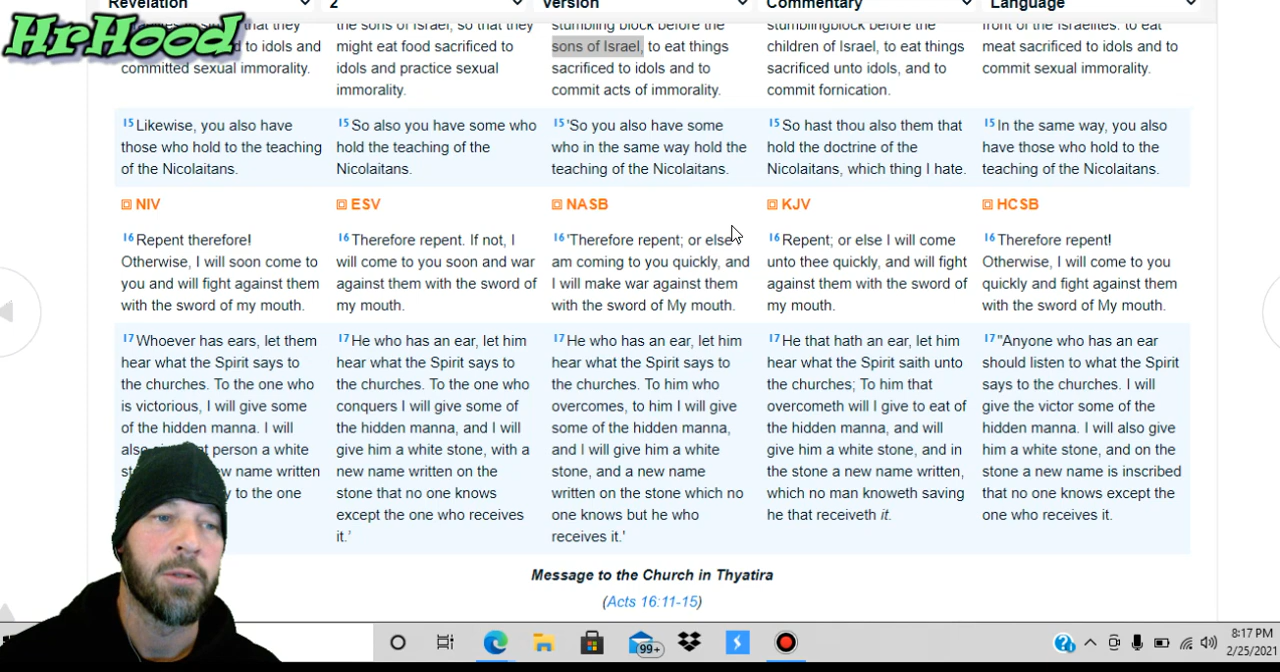 Revelation 2 Version Commentary Language
HrHood
to idols and
committed sexual immorality.
the sons of Israel, so that they
might eat food sacrificed to
idols and practice sexual
immorality.
stumbling block before the
sons of Israel, to eat things
sacrificed to idols and to
commit acts of immorality.
stumblingblock before the
children of Israel, to eat things
sacrificed unto idols, and to
commit fornication.
front of the Israelites: to eat
meat sacrificed to idols and to
commit sexual immorality.
15Likewise, you also have
those who hold to the teaching
of the Nicolaitans.
15So also you have some who
hold the teaching of the
Nicolaitans.
15'So you also have some
who in the same way hold the
teaching of the Nicolaitans.
15So hast thou also them that
hold the doctrine of the
Nicolaitans, which thing I hate.
15In the same way, you also
have those who hold to the
teaching of the Nicolaitans.
NIV ESV NASB KJV HCSB
16Repent therefore!
Otherwise, I will soon come to
you and will fight against them
with the sword of my mouth.
16Therefore repent. If not, I
will come to you soon and war
against them with the sword of
my mouth.
16'Therefore repent; or else
am coming to you quickly, and
I will make war against them
with the sword of My mouth.
16Repent; or else I will come
unto thee quickly, and will fight
against them with the sword of
my mouth.
16Therefore repent!
Otherwise, I will come to you
quickly and fight against them
with the sword of My mouth.
17Whoever has ears, let them
hear what the Spirit says to
the churches. To the one who
is victorious, I will give some
of the hidden manna. I will
also person a white
new name written
to the one
17He who has an ear, let him
hear what the Spirit says to
the churches. To the one who
conquers I will give some of
the hidden manna, and I will
give him a white stone, with a
new name written on the
stone that no one knows
except the one who receives
it.'
17He who has an ear, let him
hear what the Spirit says to
the churches. To him who
overcomes, to him I will give
some of the hidden manna,
and I will give him a white
stone, and a new name
written on the stone which no
one knows but he who
receives it.'
17He that hath an ear, let him
hear what the Spirit saith unto
the churches; To him that
overcometh will I give to eat of
the hidden manna, and will
give him a white stone, and in
the stone a new name written,
which no man knoweth saving
he that receiveth it.
17"Anyone who has an ear
should listen to what the Spirit
says to the churches. I will
give the victor some of the
hidden manna. I will also give
him a white stone, and on the
stone a new name is inscribed
that no one knows except the
one who receives it.
Message to the Church in Thyatira
(Acts 16:11-15)
99+
8:17 PM
2/25/2021